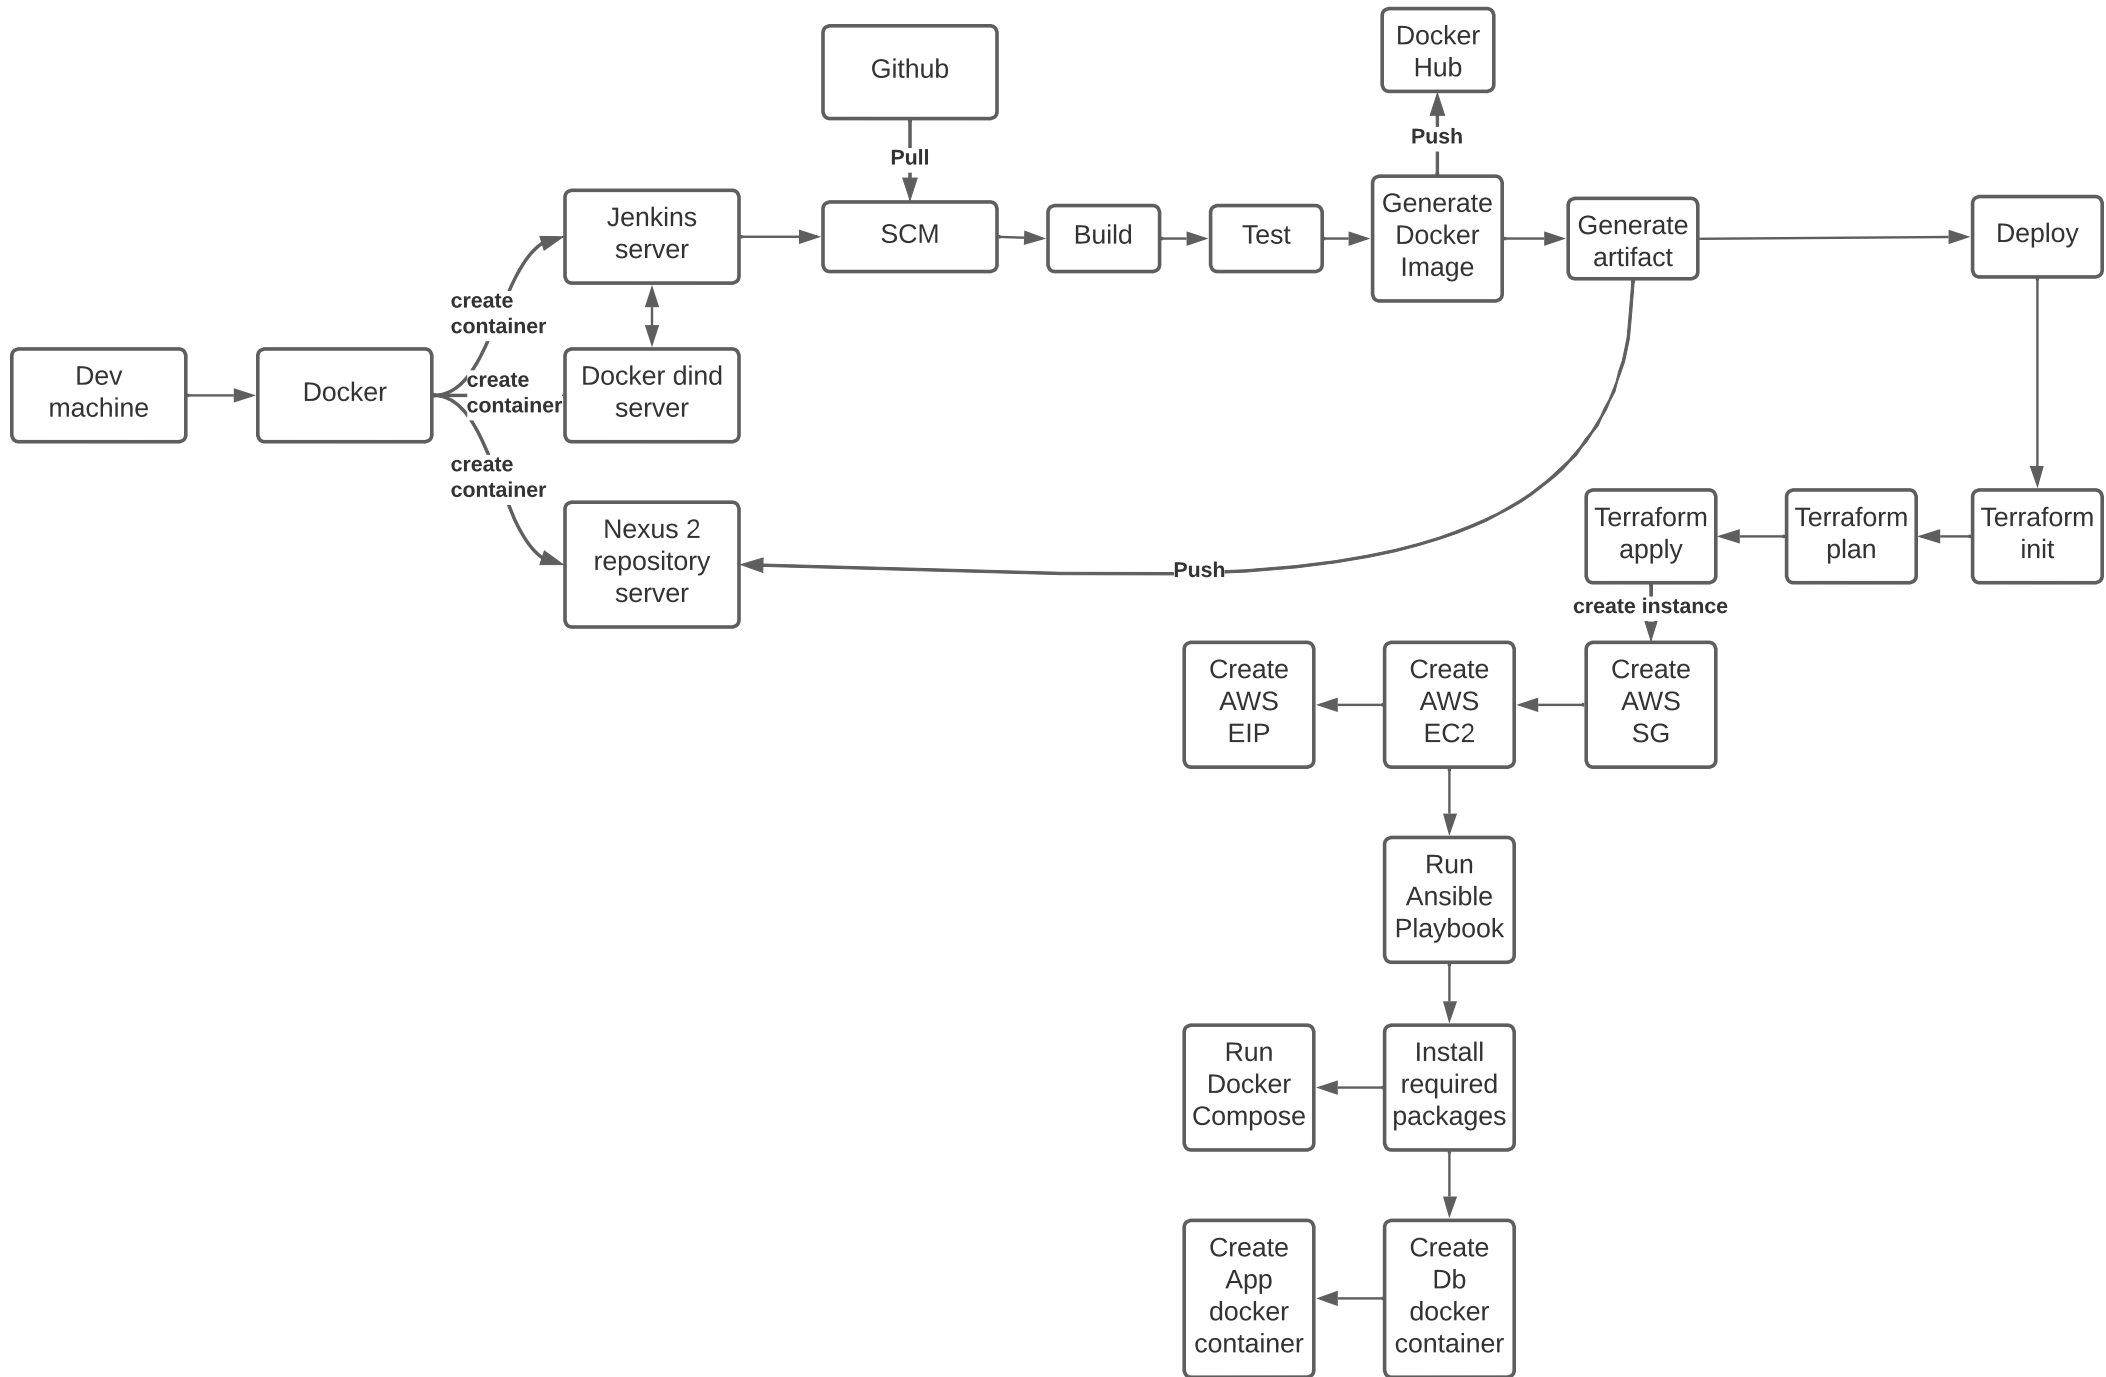 Docker
Hub
Github
Push
Pull
Jenkins
server
SCM
Build
Test
Generate
Docker
Image
Generate
artifact
Deploy
create
container
Dev
machine
Docker
create
container
Docker dind
server
create
container
Nexus 2
repository
server
Push
Terraform
apply
Terraform
plan
Terraform
init
create instance
Create
AWS
EIP
Create
AWS
EC2
Create
AWS
SG
Run
Ansible
Playbook
Run
Docker
Compose
Install
required
packages
Create
App
docker
container
Create
Db
docker
container